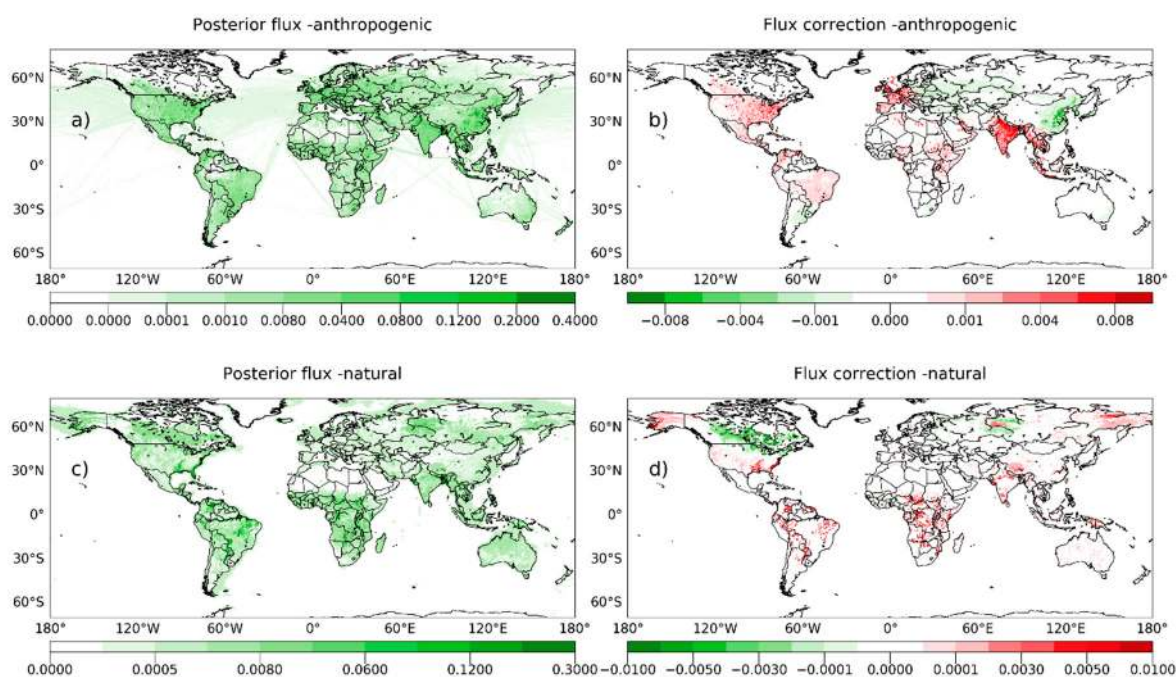 Posterior flux -anthropogenic
Flux correction -anthropogenic
60°N
30°N
0°
30°S
60°S
a)
180° 120°W 60°W 0° 60°E 120°E 180°
0.0000 0.0000 0.0001 0.0010 0.0080 0.0400 0.0800 0.1200 0.2000 0.4000
60°N
30°N
0°
30°S
60°S
b)
180° 120°W 60°W 0° 60°E 120°E 180°
−0.008 −0.004 −0.001 0.000 0.001 0.004 0.008
Posterior flux -natural
Flux correction -natural
60°N
30°N
0°
30°S
60°S
c)
180° 120°W 60°W 0° 60°E 120°E 180°
0.0000 0.0005 0.0080 0.0600 0.1200 0.3000
60°N
30°N
0°
30°S
60°S
d)
180° 120°W 60°W 0° 60°E 120°E 180°
−0.0100 −0.0050 −0.0030 −0.0001 0.0000 0.0001 0.0030 0.0050 0.0100